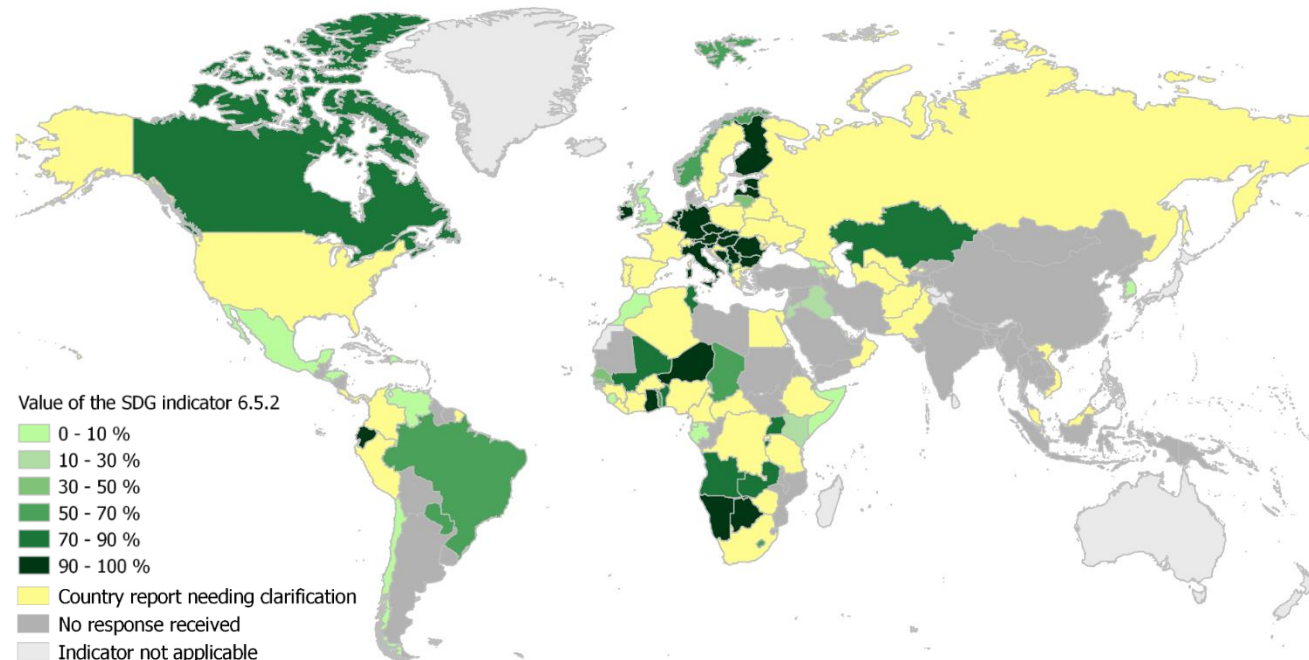 Value of the SDG indicator 6.5.2
0 - 10 %
10 - 30 %
30 - 50 %
50 - 70 %
70 - 90 %
90 - 100 %
Country report needing clarification
No response received
Indicator not applicable